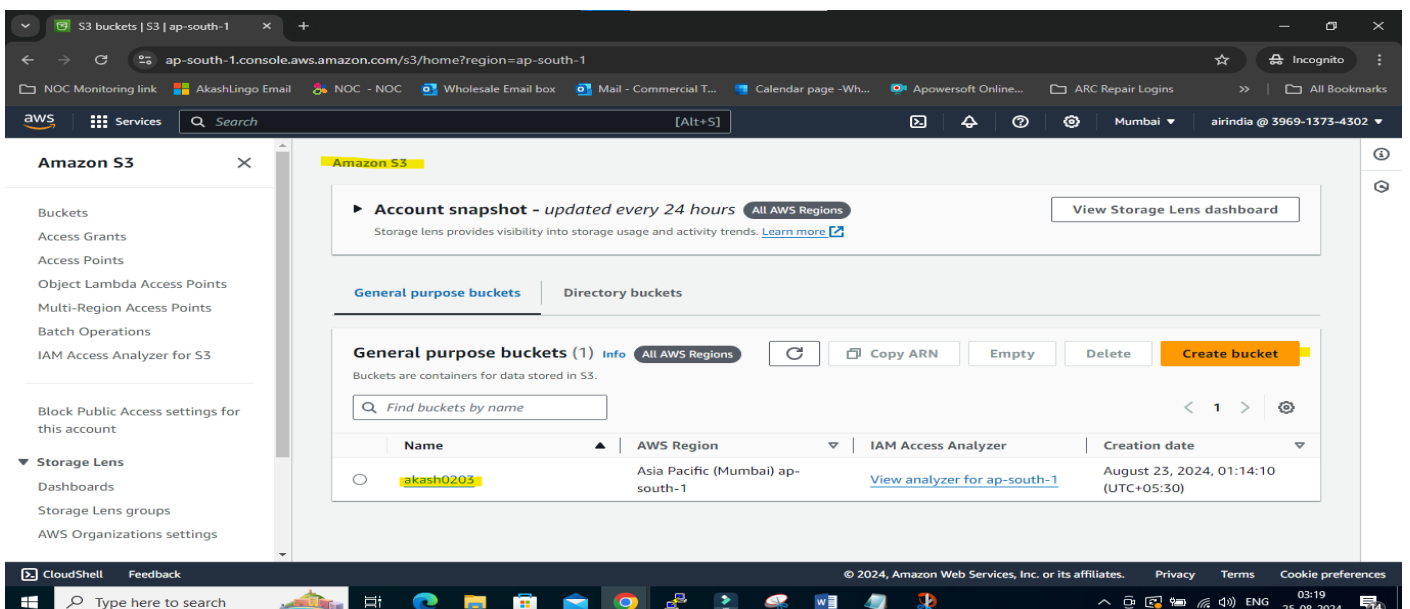 S3 buckets | S3 | ap-south-1
ap-south-1.console.aws.amazon.com/s3/home?region=ap-south-1
Incognito
NOC Monitoring link
AkashLingo Email
NOC - NOC
Wholesale Email box
Mail - Commercial T...
Calendar page -Wh...
Apowersoft Online...
ARC Repair Logins
All Bookmarks
aws
Services
Search
[Alt+S]
Mumbai
airindia @ 3969-1373-4302
Amazon S3
Buckets
Access Grants
Access Points
Object Lambda Access Points
Multi-Region Access Points
Batch Operations
IAM Access Analyzer for S3
Block Public Access settings for
this account
Storage Lens
Dashboards
Storage Lens groups
AWS Organizations settings
Amazon S3
Account snapshot - updated every 24 hours All AWS Regions
View Storage Lens dashboard
Storage lens provides visibility into storage usage and activity trends. Learn more
General purpose buckets
Directory buckets
General purpose buckets (1) Info All AWS Regions
Copy ARN
Empty
Delete
Create bucket
Buckets are containers for data stored in S3.
Find buckets by name
1
Name
AWS Region
IAM Access Analyzer
Creation date
akash0203
Asia Pacific (Mumbai) ap-
south-1
View analyzer for ap-south-1
August 23, 2024, 01:14:10
(UTC+05:30)
CloudShell
Feedback
© 2024, Amazon Web Services, Inc. or its affiliates.
Privacy
Terms
Cookie preferences
Type here to search
ENG
03:19
25-08-2024